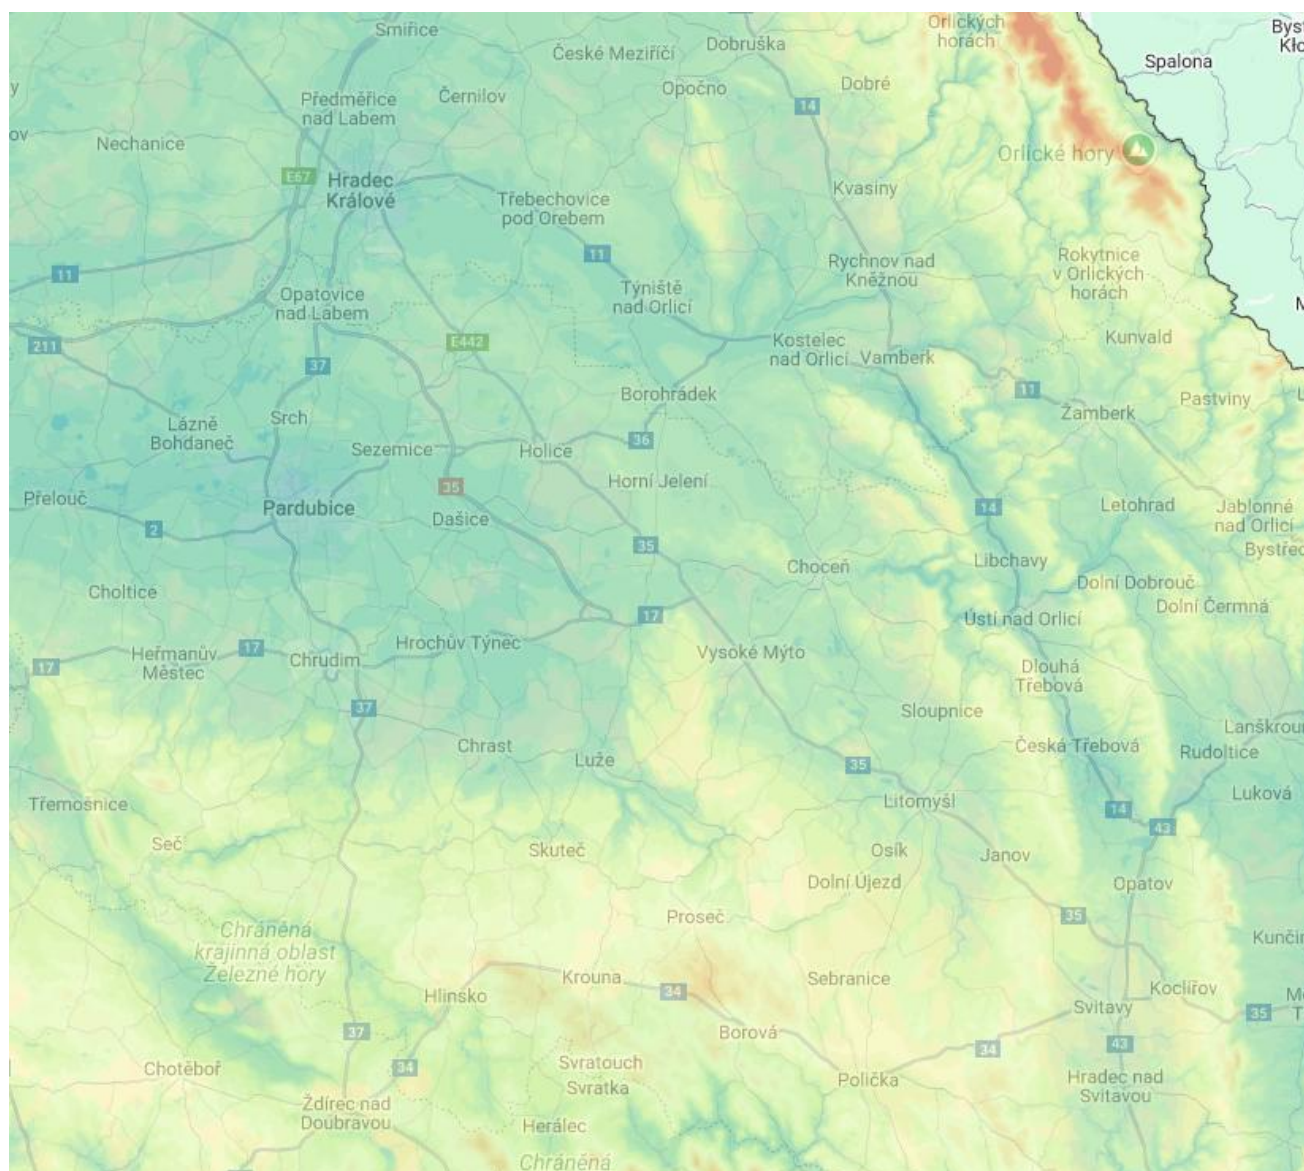 Smiřice
České Meziříčí
Dobruška
Orlických
horách
Spalona
Opočno
Dobré
Předměřice
nad Labem
Černilov
14
Nechanice
Orlické hory
E67
Hradec
Králové
Třebechovice
pod Orebem
Kvasiny
11
11
Rychnov nad
Kněžnou
Rokytnice
v Orlických
horách
Opatovice
nad Labem
Týniště
nad Orlicí
211
E442
Kostelec
nad Orlicí
Vamberk
Kunvald
37
Borohrádek
11
Žamberk
Pastviny
Lázně
Bohdaneč
Srch
Sezemice
Holice
36
Přelouč
Pardubice
35
Dašice
Horní Jelení
14
Letohrad
Jablonné
nad Orlicí
2
35
Choceň
Libchavy
Bystřec
Choltice
Dolní Dobrouč
Dolní Čermná
17
Ústí nad Orlicí
17
Heřmanův
Městec
17
Chrudim
Hrochův Týnec
Vysoké Mýto
Dlouhá
Třebová
37
Sloupnice
Lanškroun
Chrast
Luže
35
Česká Třebová
Rudoltice
Třemošnice
Litomyšl
14
43
Luková
Seč
Skuteč
Osík
Janov
Dolní Újezd
Opatov
Proseč
35
Chráněná
krajinná oblast
Železné hory
Kunčin
Hlinsko
Krouna
34
Sebranice
Koclířov
Svitavy
35
37
Borová
34
43
Chotěboř
34
Svratouch
Svratka
Polička
Hradec nad
Svitavou
Ždírec nad
Doubravou
Herálec
Chráněná